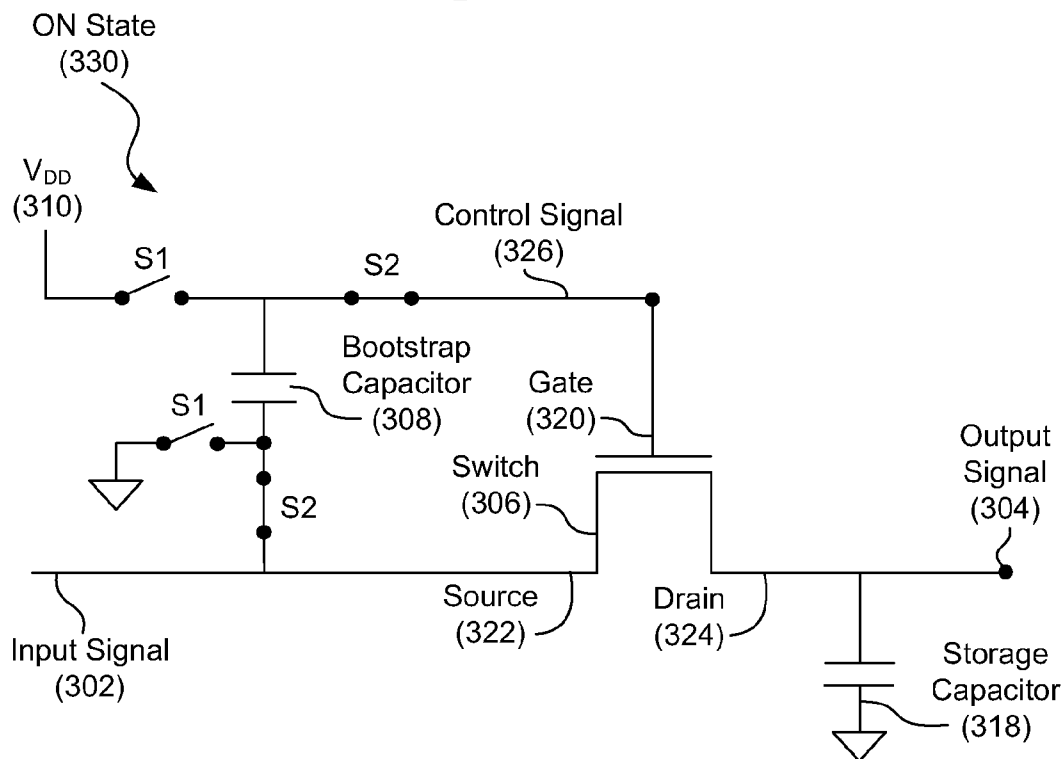 ON State
(330)
VDD
(310)
S1
S2
Control Signal
(326)
Bootstrap
Capacitor
(308)
S1
S2
Gate
(320)
Switch
(306)
Output
Signal
(304)
Source
(322)
Drain
(324)
Input Signal
(302)
Storage
Capacitor
(318)